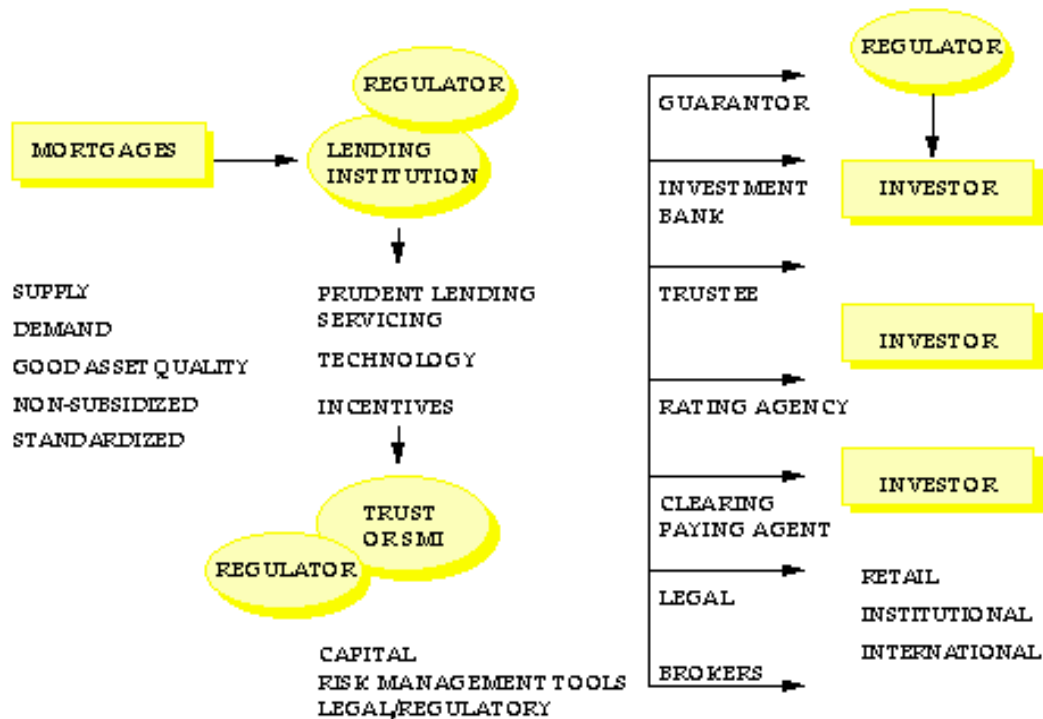 REGULATOR
MORTGAGES
LENDING
INSTITUTION
SUPPLY
DEMAND
GOOD ASSET QUALITY
NON-SUBSIDIZED
STANDARDIZED
PRUDENT LENDING
SERVICING
TECHNOLOGY
INCENTIVES
TRUST
OR SMI
REGULATOR
CAPITAL
RISK MANAGEMENT TOOLS
LEGAL/REGULATORY
GUARANTOR
INVESTMENT
BANK
TRUSTEE
RATING AGENCY
CLEARING
PAYING AGENT
LEGAL
BROKERS
REGULATOR
INVESTOR
INVESTOR
INVESTOR
RETAIL
INSTITUTIONAL
INTERNATIONAL